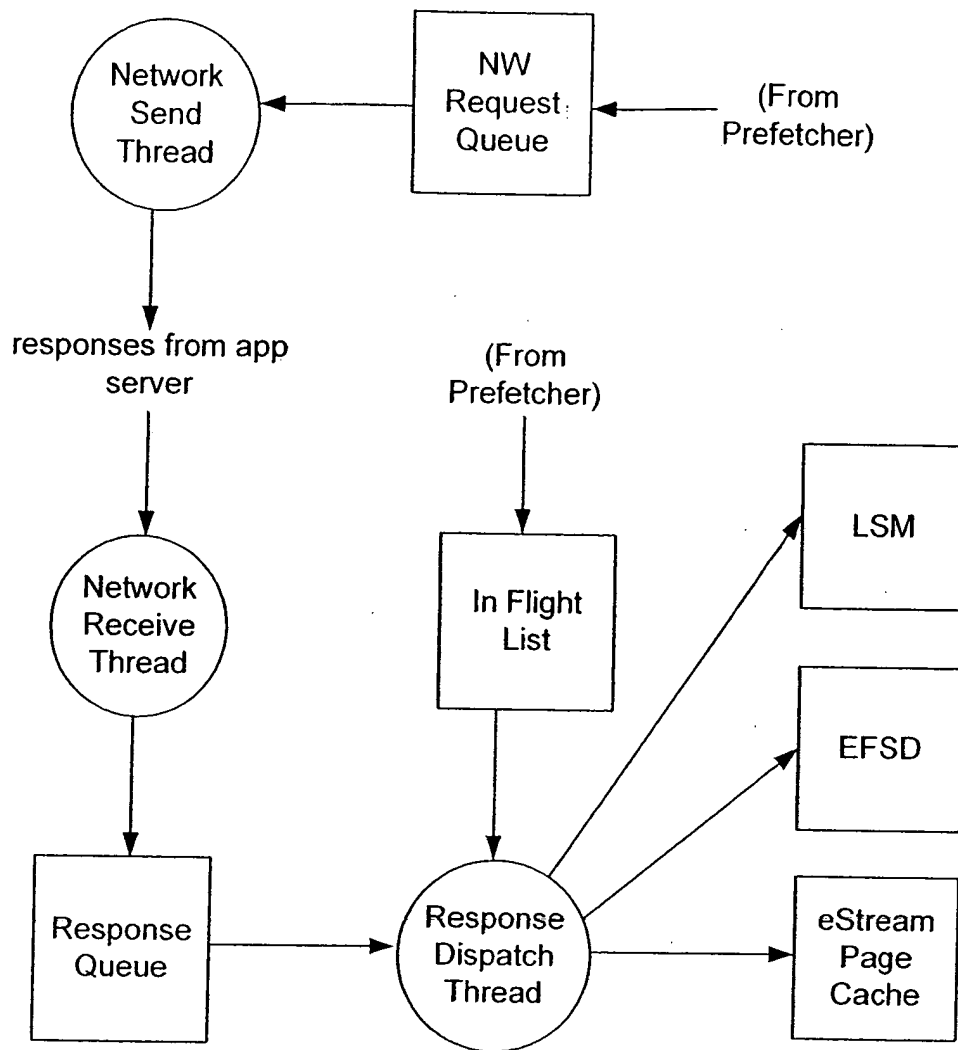 Network
Send
Thread
NW
Request
Queue
(From
Prefetcher)
responses from app
server
(From
Prefetcher)
Network
Receive
Thread
In Flight
List
LSM
EFSD
Response
Queue
Response
Dispatch
Thread
eStream
Page
Cache